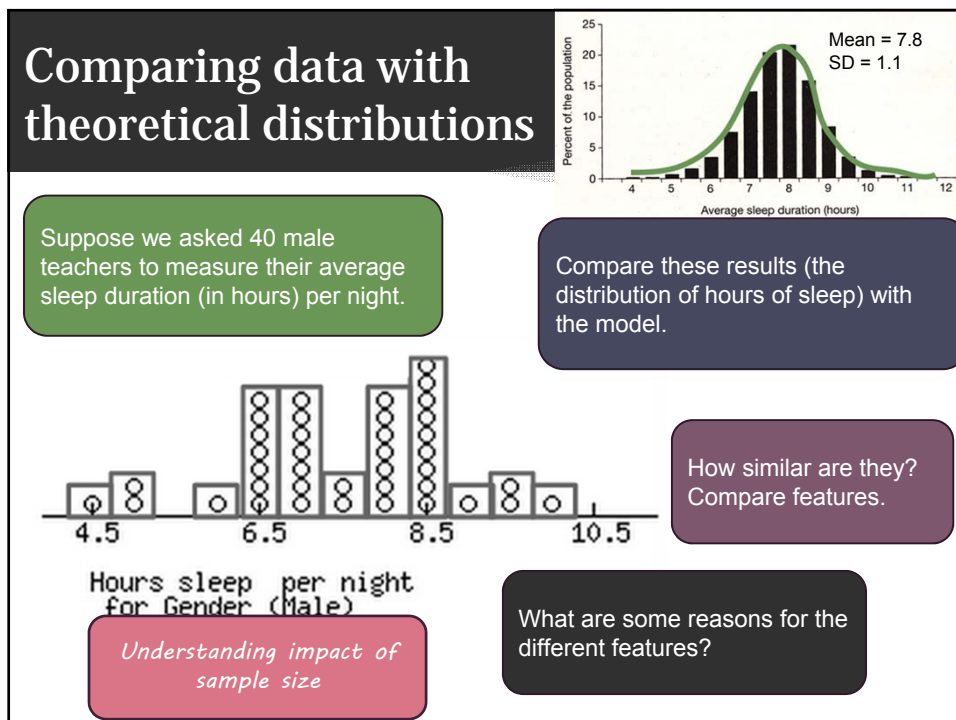 Comparing data with
theoretical distributions
25
20
15
10
5
0
Percent of the population
Mean = 7.8
SD = 1.1
4 5 6 7 8 9 10 11 12
Average sleep duration (hours)
Suppose we asked 40 male
teachers to measure their average
sleep duration (in hours) per night.
Compare these results (the
distribution of hours of sleep) with
the model.
4.5 6.5 8.5 10.5
Hours sleep per night
for Gender (Male)
How similar are they?
Compare features.
What are some reasons for the
different features?
Understanding impact of
sample size